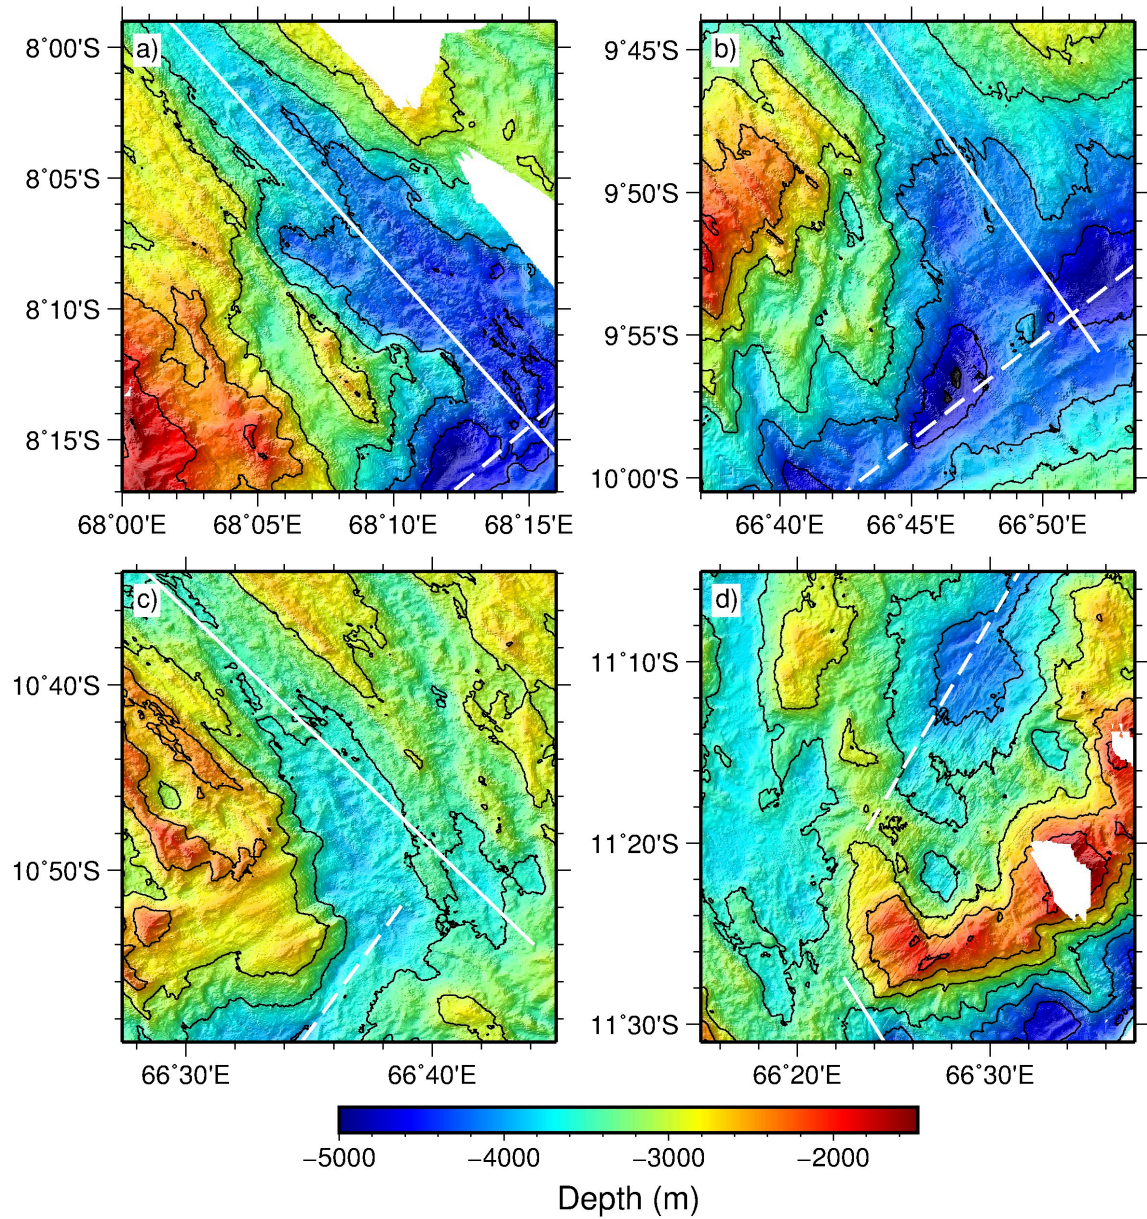 a)
8°00'S
8°05'S
8°10'S
8°15'S
68°00'E 68°05'E 68°10'E 68°15'E
b)
9°45'S
9°50'S
9°55'S
10°00'S
66°40'E 66°45'E 66°50'E
c)
10°40'S
10°50'S
66°30'E 66°40'E
d)
11°10'S
11°20'S
11°30'S
66°20'E 66°30'E
−5000 −4000 −3000 −2000
Depth (m)